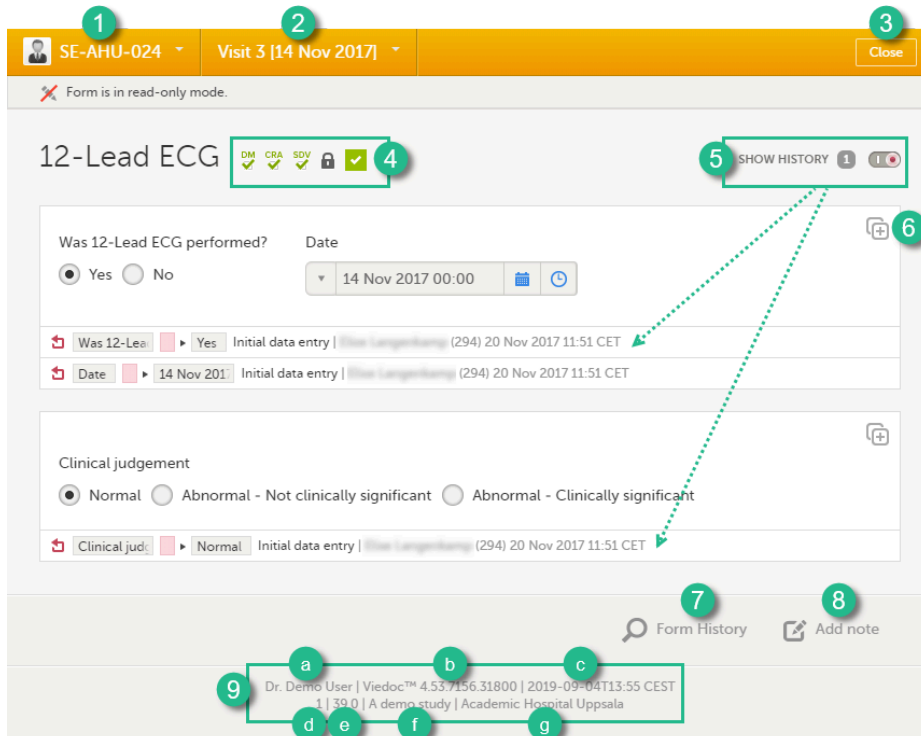 1 2 3
SE-AHU-024 Visit 3 [14 Nov 2017] Close
Form is in read-only mode.
12-Lead ECG DM CRA SDV 4 5 SHOW HISTORY 1
6
Was 12-Lead ECG performed? Date
Yes No 14 Nov 2017 00:00
Was 12-Lea Yes Initial data entry | (294) 20 Nov 2017 11:51 CET
Date 14 Nov 201 Initial data entry | (294) 20 Nov 2017 11:51 CET
Clinical judgement
Normal Abnormal - Not clinically significant Abnormal - Clinically significant
Clinical jud Normal Initial data entry | (294) 20 Nov 2017 11:51 CET
7 8
Form History Add note
a b c
9 Dr. Demo User | Viedoc™ 4.53.7156.31800 | 2019-09-04T13:55 CEST
1 | 39.0 | A demo study | Academic Hospital Uppsala
d e f g